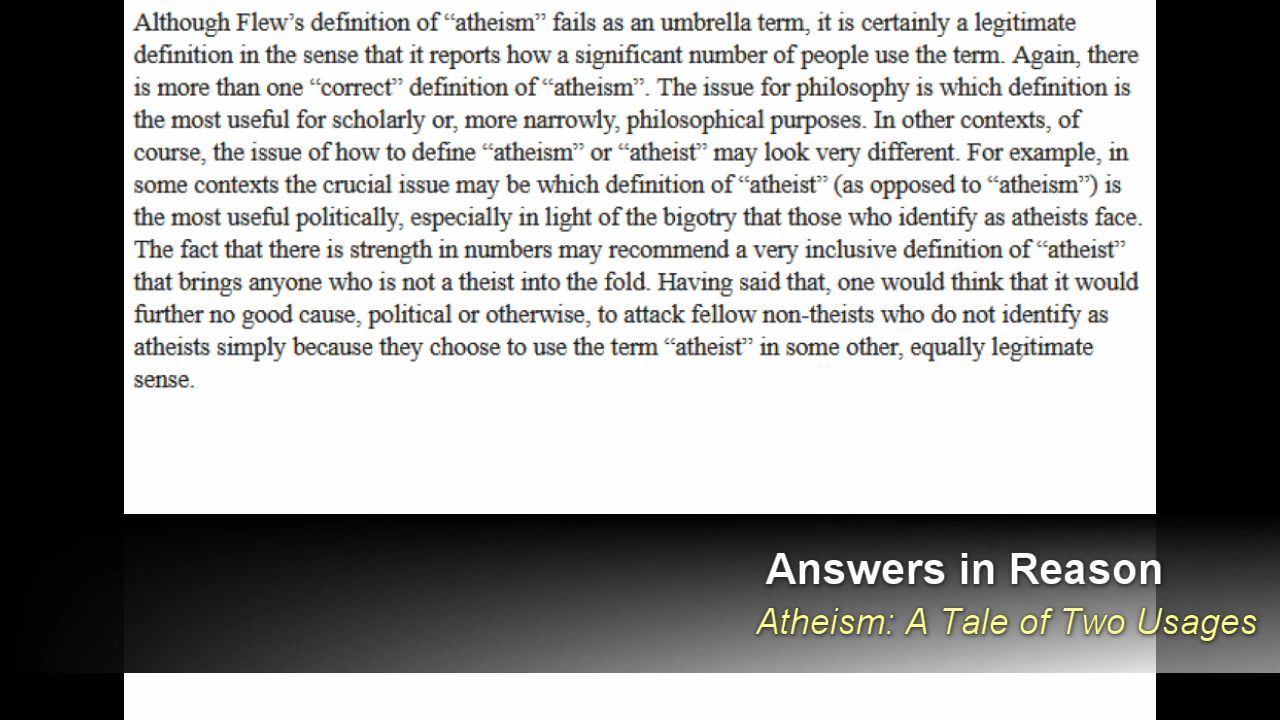 Although Flew’s definition of “atheism” fails as an umbrella term, it is certainly a legitimate
definition in the sense that it reports how a significant number of people use the term. Again, there
is more than one “correct” definition of “atheism”. The issue for philosophy is which definition is
the most useful for scholarly or, more narrowly, philosophical purposes. In other contexts, of
course, the issue of how to define “atheism” or “atheist” may look very different. For example, in
some contexts the crucial issue may be which definition of “atheist” (as opposed to “atheism”) is
the most useful politically, especially in light of the bigotry that those who identify as atheists face.
The fact that there is strength in numbers may recommend a very inclusive definition of “atheist”
that brings anyone who is not a theist into the fold. Having said that, one would think that it would
further no good cause, political or otherwise, to attack fellow non-theists who do not identify as
atheists simply because they choose to use the term “atheist” in some other, equally legitimate
sense.
Answers in Reason
Atheism: A Tale of Two Usages